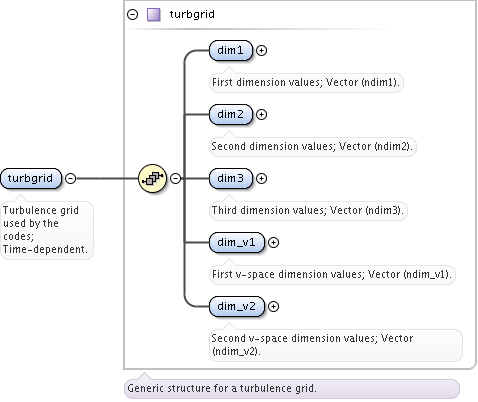 turbgrid
dim1
First dimension values; Vector (ndim1).
dim2
Second dimension values; Vector (ndim2).
turbgrid
Turbulence grid
used by the
codes;
Time-dependent.
dim3
Third dimension values; Vector (ndim3).
dim_v1
First v-space dimension values; Vector (ndim_v1).
dim_v2
Second v-space dimension values; Vector
(ndim_v2).
Generic structure for a turbulence grid.